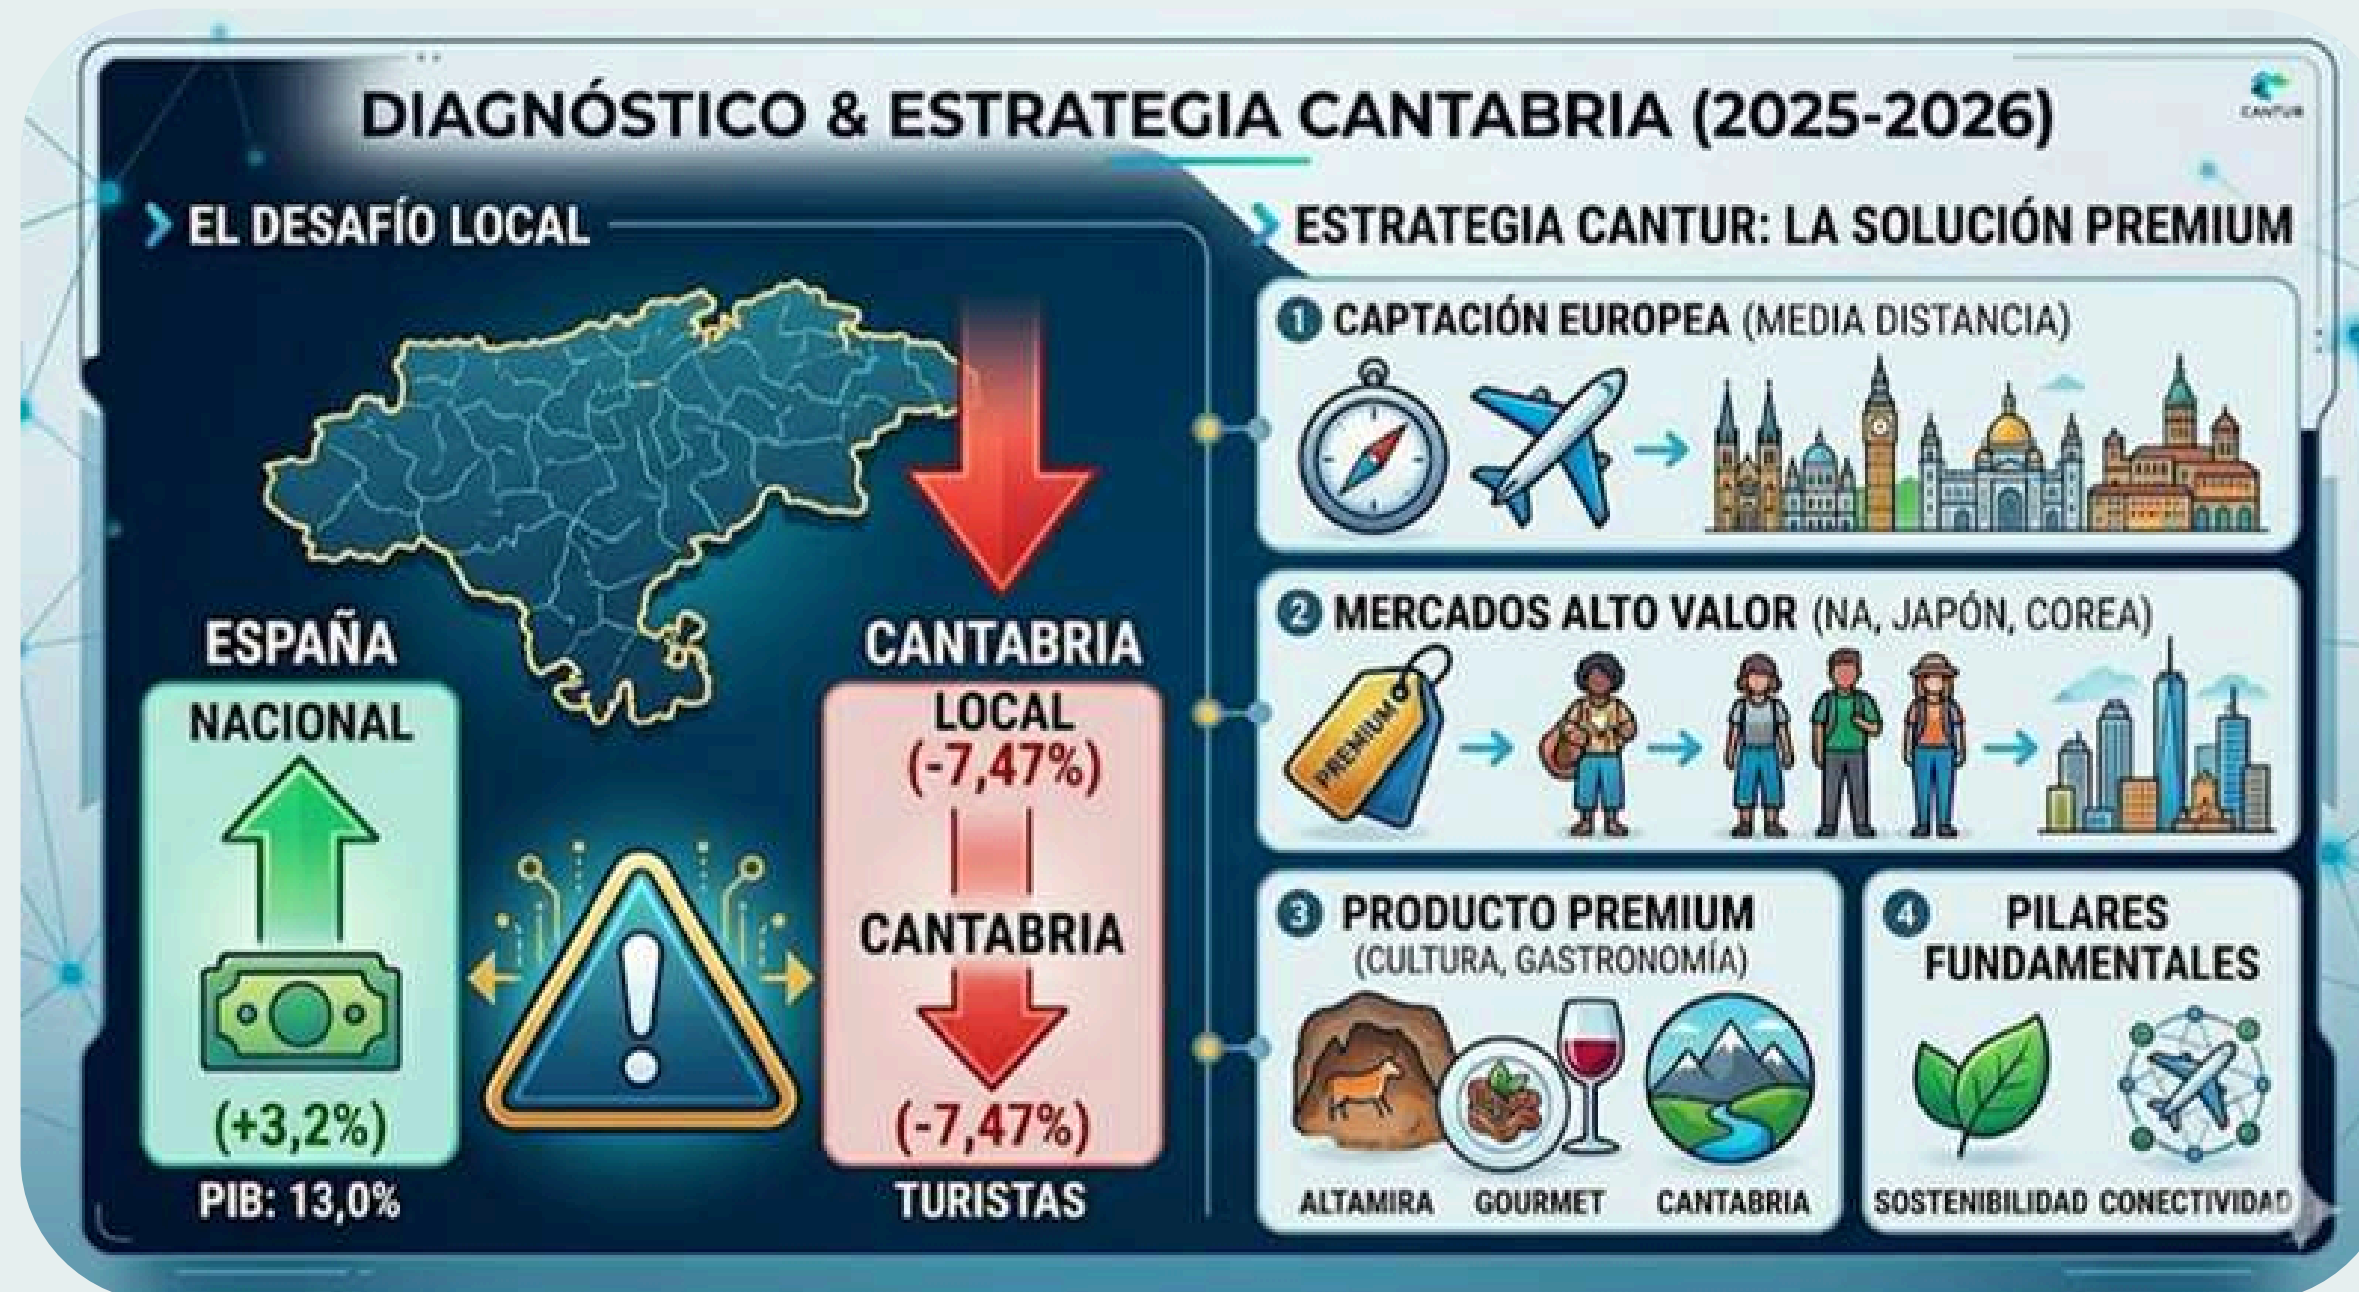 DIAGNÓSTICO & ESTRATEGIA CANTABRIA (2025-2026)
CANTUR
EL DESAFÍO LOCAL
ESPAÑA
NACIONAL
(+3,2%)
PIB: 13,0%
CANTABRIA
LOCAL
(-7,47%)
CANTABRIA
(-7,47%)
TURISTAS
ESTRATEGIA CANTUR: LA SOLUCIÓN PREMIUM
1 CAPTACIÓN EUROPEA (MEDIA DISTANCIA)
2 MERCADOS ALTO VALOR (NA, JAPÓN, COREA)
PREMIUM
3 PRODUCTO PREMIUM
(CULTURA, GASTRONOMÍA)
ALTAMIRA GOURMET CANTABRIA
4 PILARES
FUNDAMENTALES
SOSTENIBILIDAD CONECTIVIDAD